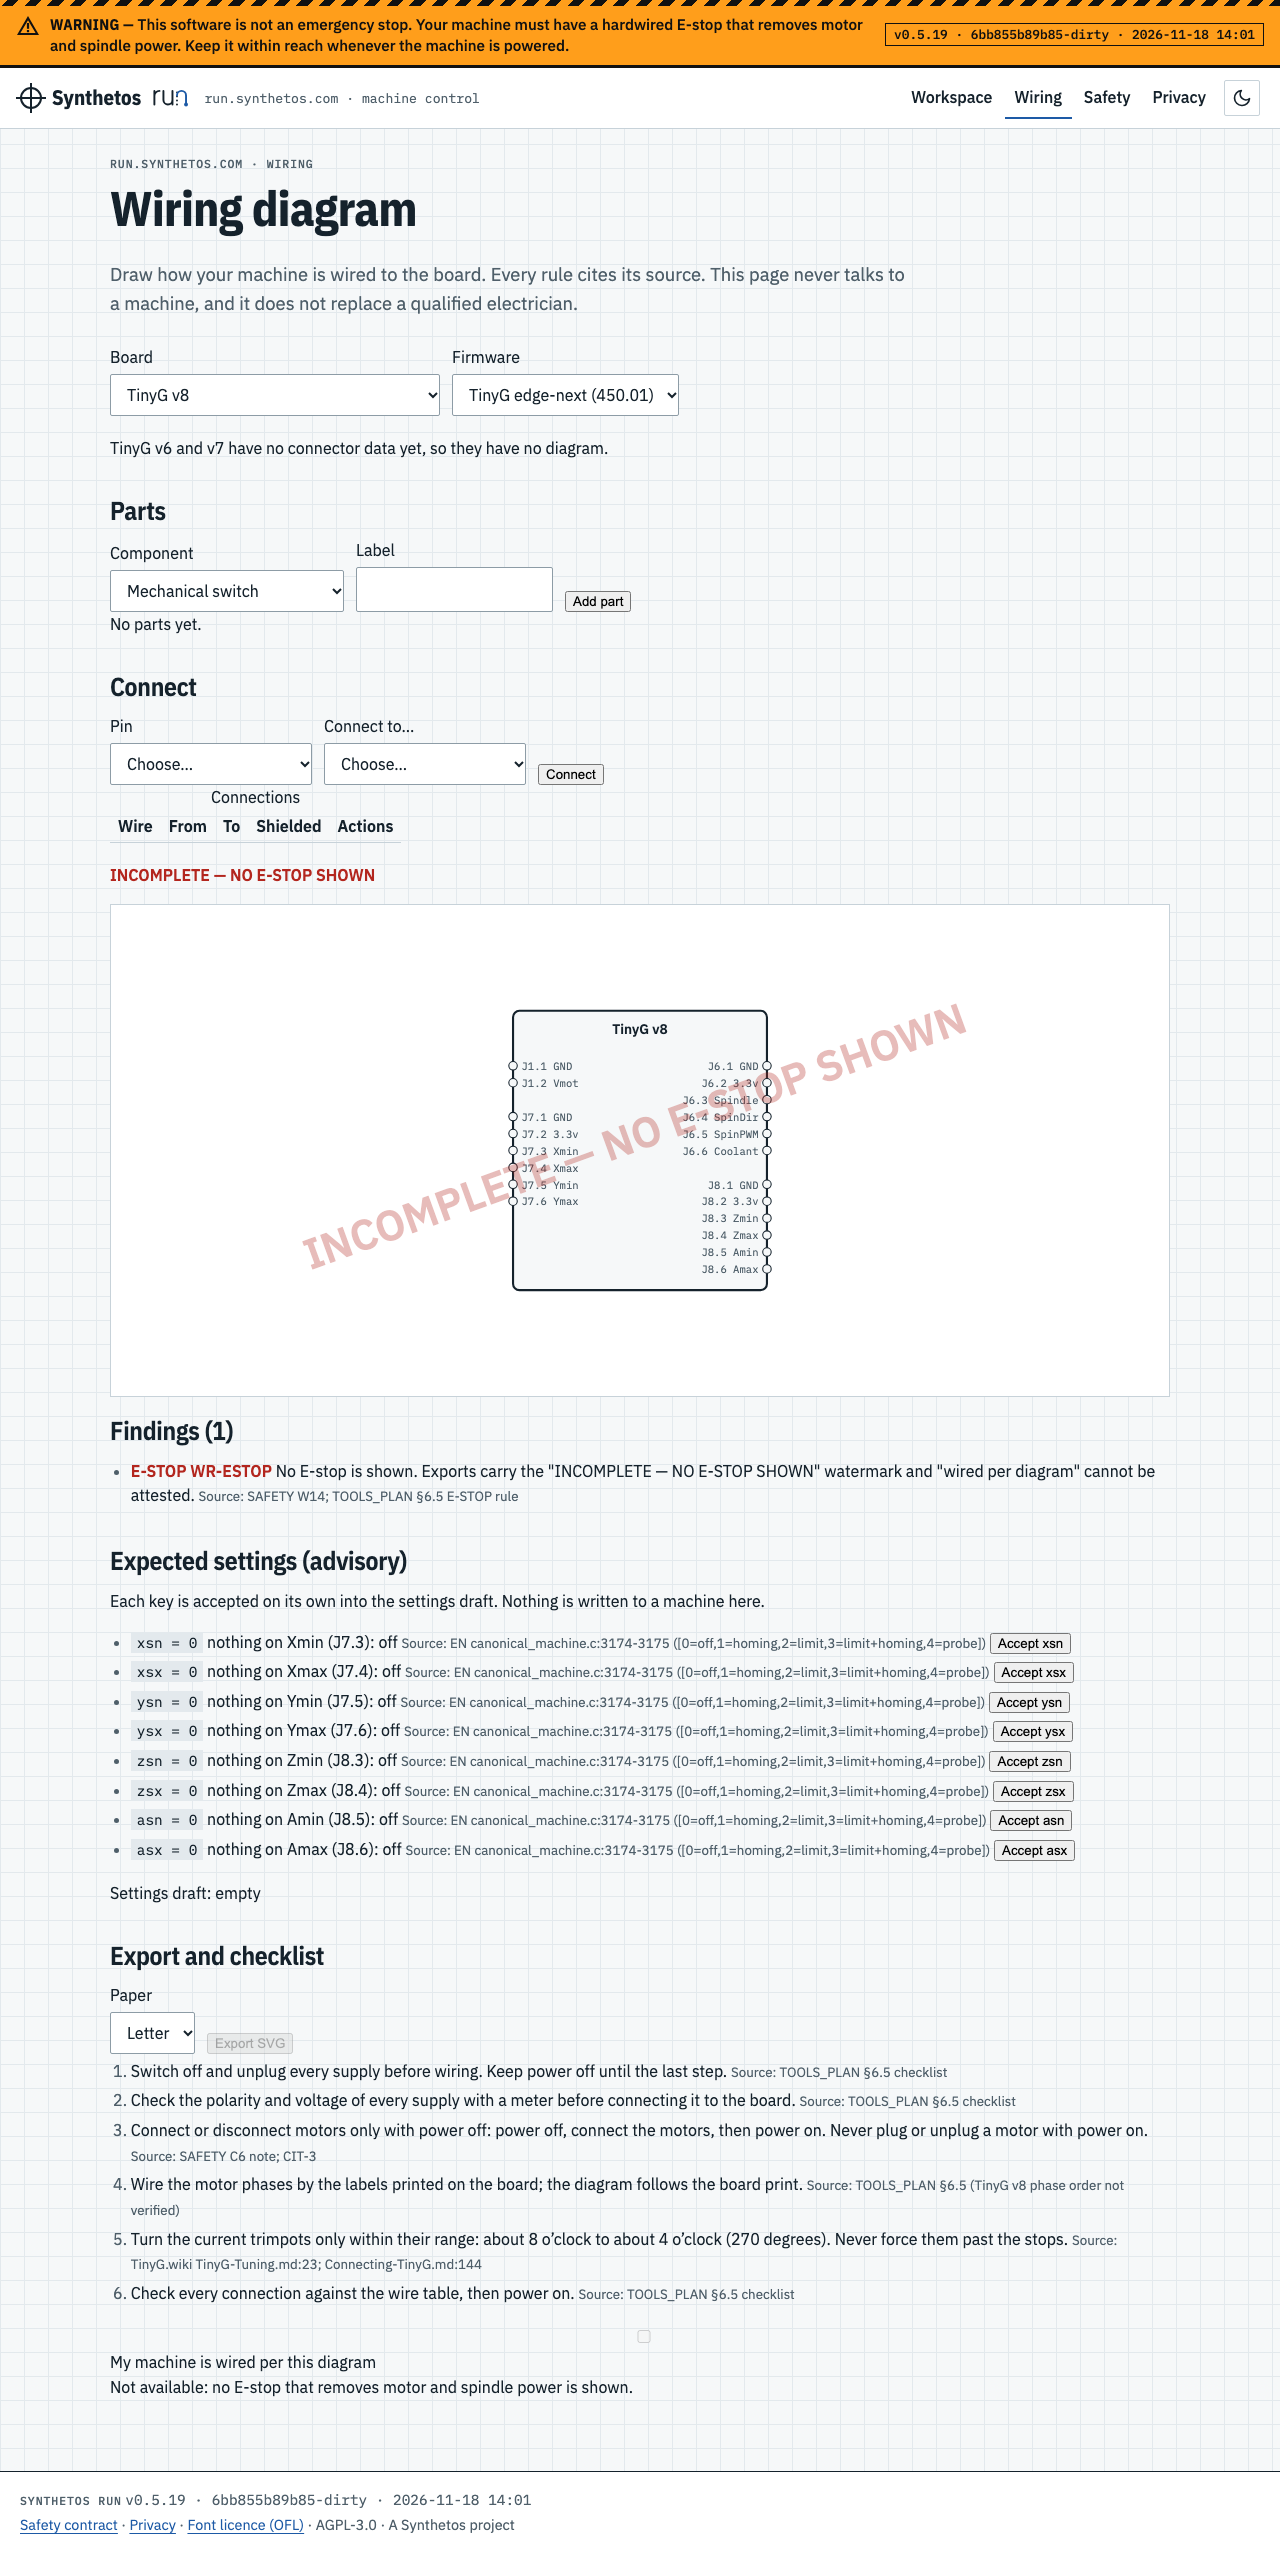 WARNING — This software is not an emergency stop. Your machine must have a hardwired E-stop that removes motor
and spindle power. Keep it within reach whenever the machine is powered.
v0.5.19 · 6bb855b89b85-dirty · 2026-11-18 14:01
Synthetos run run.synthetos.com · machine control
Workspace Wiring Safety Privacy
RUN.SYNTHETOS.COM · WIRING
Wiring diagram
Draw how your machine is wired to the board. Every rule cites its source. This page never talks to
a machine, and it does not replace a qualified electrician.
Board Firmware
TinyG v8 TinyG edge-next (450.01)
TinyG v6 and v7 have no connector data yet, so they have no diagram.
Parts
Component Label
Mechanical switch Add part
No parts yet.
Connect
Pin Connect to...
Choose... Choose... Connect
Connections
Wire From To Shielded Actions
INCOMPLETE — NO E-STOP SHOWN
TinyG v8
J1.1 GND
J1.2 Vmot
J7.1 GND
J7.2 3.3v
J7.3 Xmin
J7.4 Xmax
J7.5 Ymin
J7.6 Ymax
J6.1 GND
J6.2 3.3v
J6.3 Spindle
J6.4 SpinDir
J6.5 SpinPWM
J6.6 Coolant
J8.1 GND
J8.2 3.3v
J8.3 Zmin
J8.4 Zmax
J8.5 Amin
J8.6 Amax
INCOMPLETE — NO E-STOP SHOWN
Findings (1)
• E-STOP WR-ESTOP No E-stop is shown. Exports carry the "INCOMPLETE — NO E-STOP SHOWN" watermark and "wired per diagram" cannot be
attested. Source: SAFETY W14; TOOLS_PLAN §6.5 E-STOP rule
Expected settings (advisory)
Each key is accepted on its own into the settings draft. Nothing is written to a machine here.
• xsn = 0 nothing on Xmin (J7.3): off Source: EN canonical_machine.c:3174-3175 ([0=off,1=homing,2=limit,3=limit+homing,4=probe]) Accept xsn
• xsx = 0 nothing on Xmax (J7.4): off Source: EN canonical_machine.c:3174-3175 ([0=off,1=homing,2=limit,3=limit+homing,4=probe]) Accept xsx
• ysn = 0 nothing on Ymin (J7.5): off Source: EN canonical_machine.c:3174-3175 ([0=off,1=homing,2=limit,3=limit+homing,4=probe]) Accept ysn
• ysx = 0 nothing on Ymax (J7.6): off Source: EN canonical_machine.c:3174-3175 ([0=off,1=homing,2=limit,3=limit+homing,4=probe]) Accept ysx
• zsn = 0 nothing on Zmin (J8.3): off Source: EN canonical_machine.c:3174-3175 ([0=off,1=homing,2=limit,3=limit+homing,4=probe]) Accept zsn
• zsx = 0 nothing on Zmax (J8.4): off Source: EN canonical_machine.c:3174-3175 ([0=off,1=homing,2=limit,3=limit+homing,4=probe]) Accept zsx
• asn = 0 nothing on Amin (J8.5): off Source: EN canonical_machine.c:3174-3175 ([0=off,1=homing,2=limit,3=limit+homing,4=probe]) Accept asn
• asx = 0 nothing on Amax (J8.6): off Source: EN canonical_machine.c:3174-3175 ([0=off,1=homing,2=limit,3=limit+homing,4=probe]) Accept asx
Settings draft: empty
Export and checklist
Paper
Letter Export SVG
1. Switch off and unplug every supply before wiring. Keep power off until the last step. Source: TOOLS_PLAN §6.5 checklist
2. Check the polarity and voltage of every supply with a meter before connecting it to the board. Source: TOOLS_PLAN §6.5 checklist
3. Connect or disconnect motors only with power off: power off, connect the motors, then power on. Never plug or unplug a motor with power on.
Source: SAFETY C6 note; CIT-3
4. Wire the motor phases by the labels printed on the board; the diagram follows the board print. Source: TOOLS_PLAN §6.5 (TinyG v8 phase order not
verified)
5. Turn the current trimpots only within their range: about 8 o’clock to about 4 o’clock (270 degrees). Never force them past the stops. Source:
TinyG.wiki TinyG-Tuning.md:23; Connecting-TinyG.md:144
6. Check every connection against the wire table, then power on. Source: TOOLS_PLAN §6.5 checklist
My machine is wired per this diagram
Not available: no E-stop that removes motor and spindle power is shown.
SYNTHETOS RUN v0.5.19 · 6bb855b89b85-dirty · 2026-11-18 14:01
Safety contract · Privacy · Font licence (OFL) · AGPL-3.0 · A Synthetos project